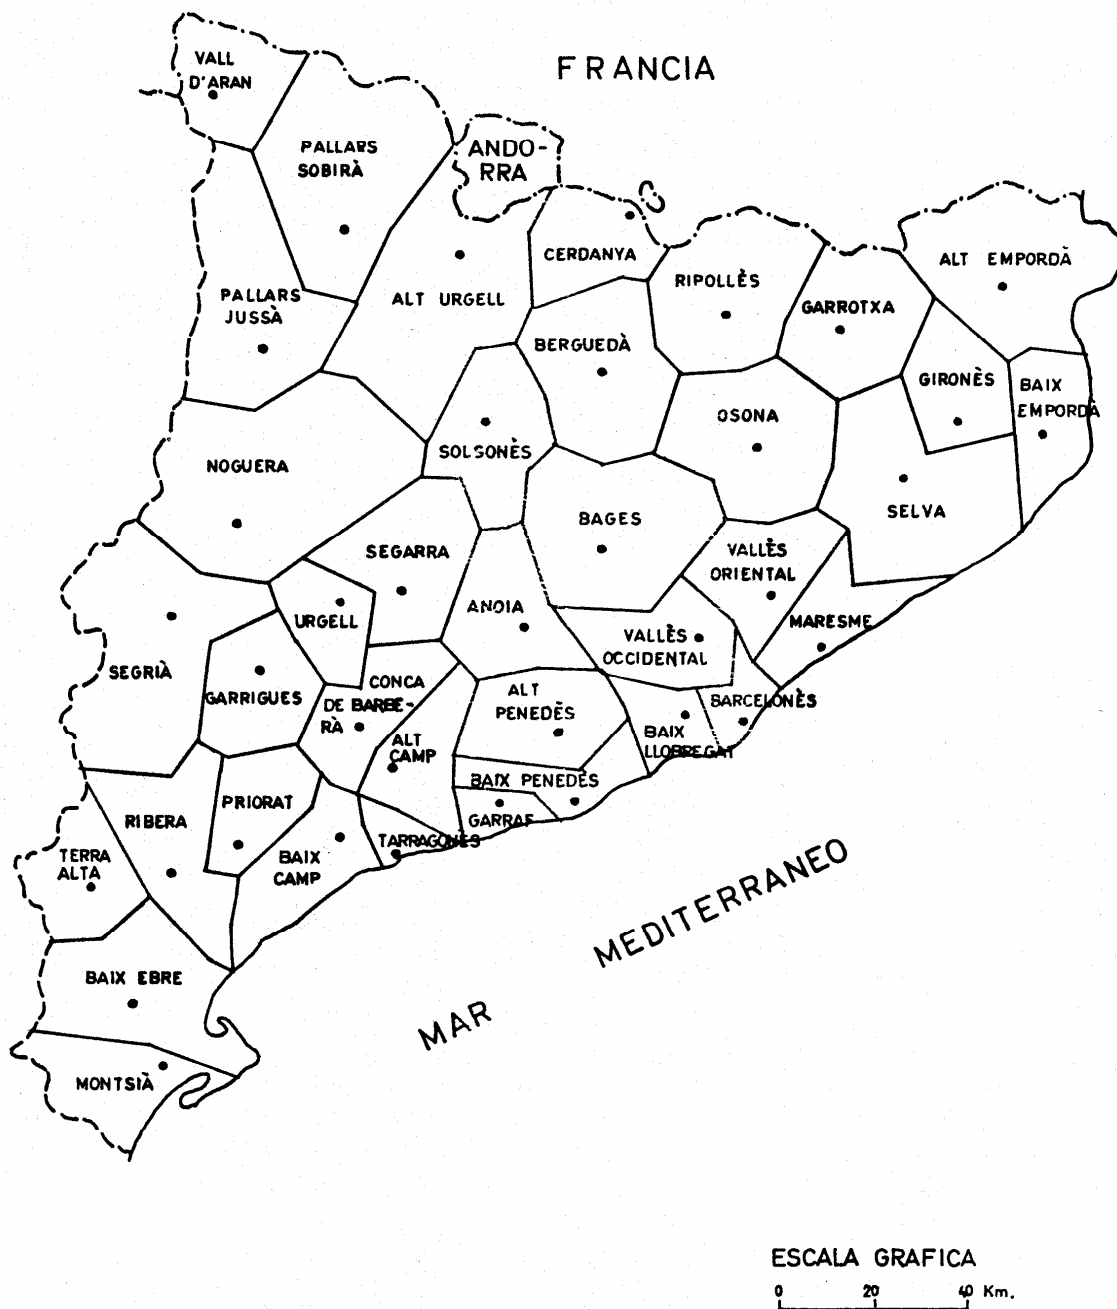 FRANCIA
VALL
D'ARAN
PALLARS
SOBIRÀ
ANDO-
RRA
CERDANYA
ALT EMPORDÀ
PALLARS
JUSSÀ
ALT URGELL
RIPOLLÈS
GARROTXA
BERGUEDÀ
GIRONÈS
BAIX
EMPORDÀ
OSONA
SOLSONÈS
NOGUERA
BAGES
SELVA
SEGARRA
VALLÈS
ORIENTAL
URGELL
ANOIA
MARESME
VALLÈS
OCCIDENTAL
SEGRIÀ
GARRIGUES
CONCA
DE BARBE-
RÀ
ALT
PENEDÈS
BARCELONÈS
ALT
CAMP
BAIX
LLOBREGAT
BAIX PENEDÈS
PRIORAT
RIBERA
GARRAF
TARRAGONÈS
TERRA
ALTA
BAIX
CAMP
BAIX EBRE
MONTSIÀ
MAR MEDITERRANEO
ESCALA GRAFICA
0 20 40 Km.